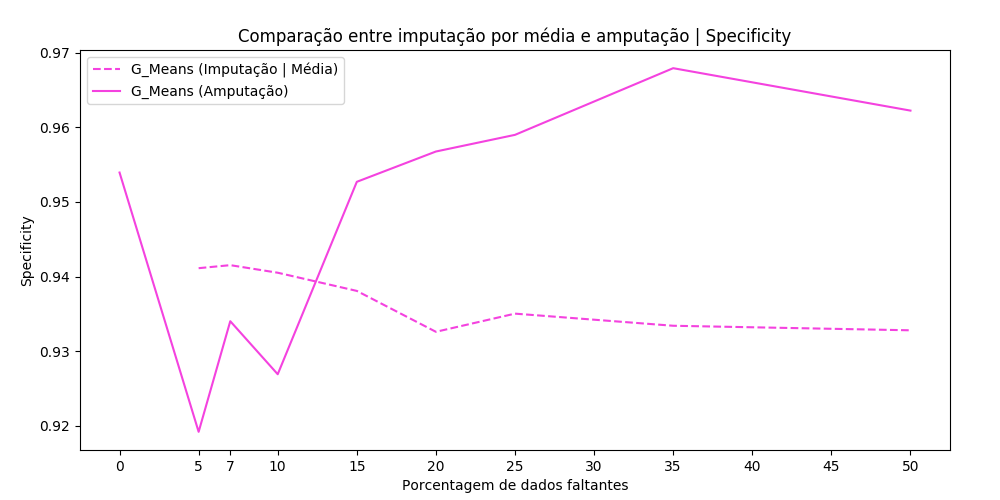 Comparação entre imputação por média e amputação | Specificity
G_Means (Imputação | Média)
G_Means (Amputação)
Specificity
0.97
0.96
0.95
0.94
0.93
0.92
0 5 7 10 15 20 25 30 35 40 45 50
Porcentagem de dados faltantes